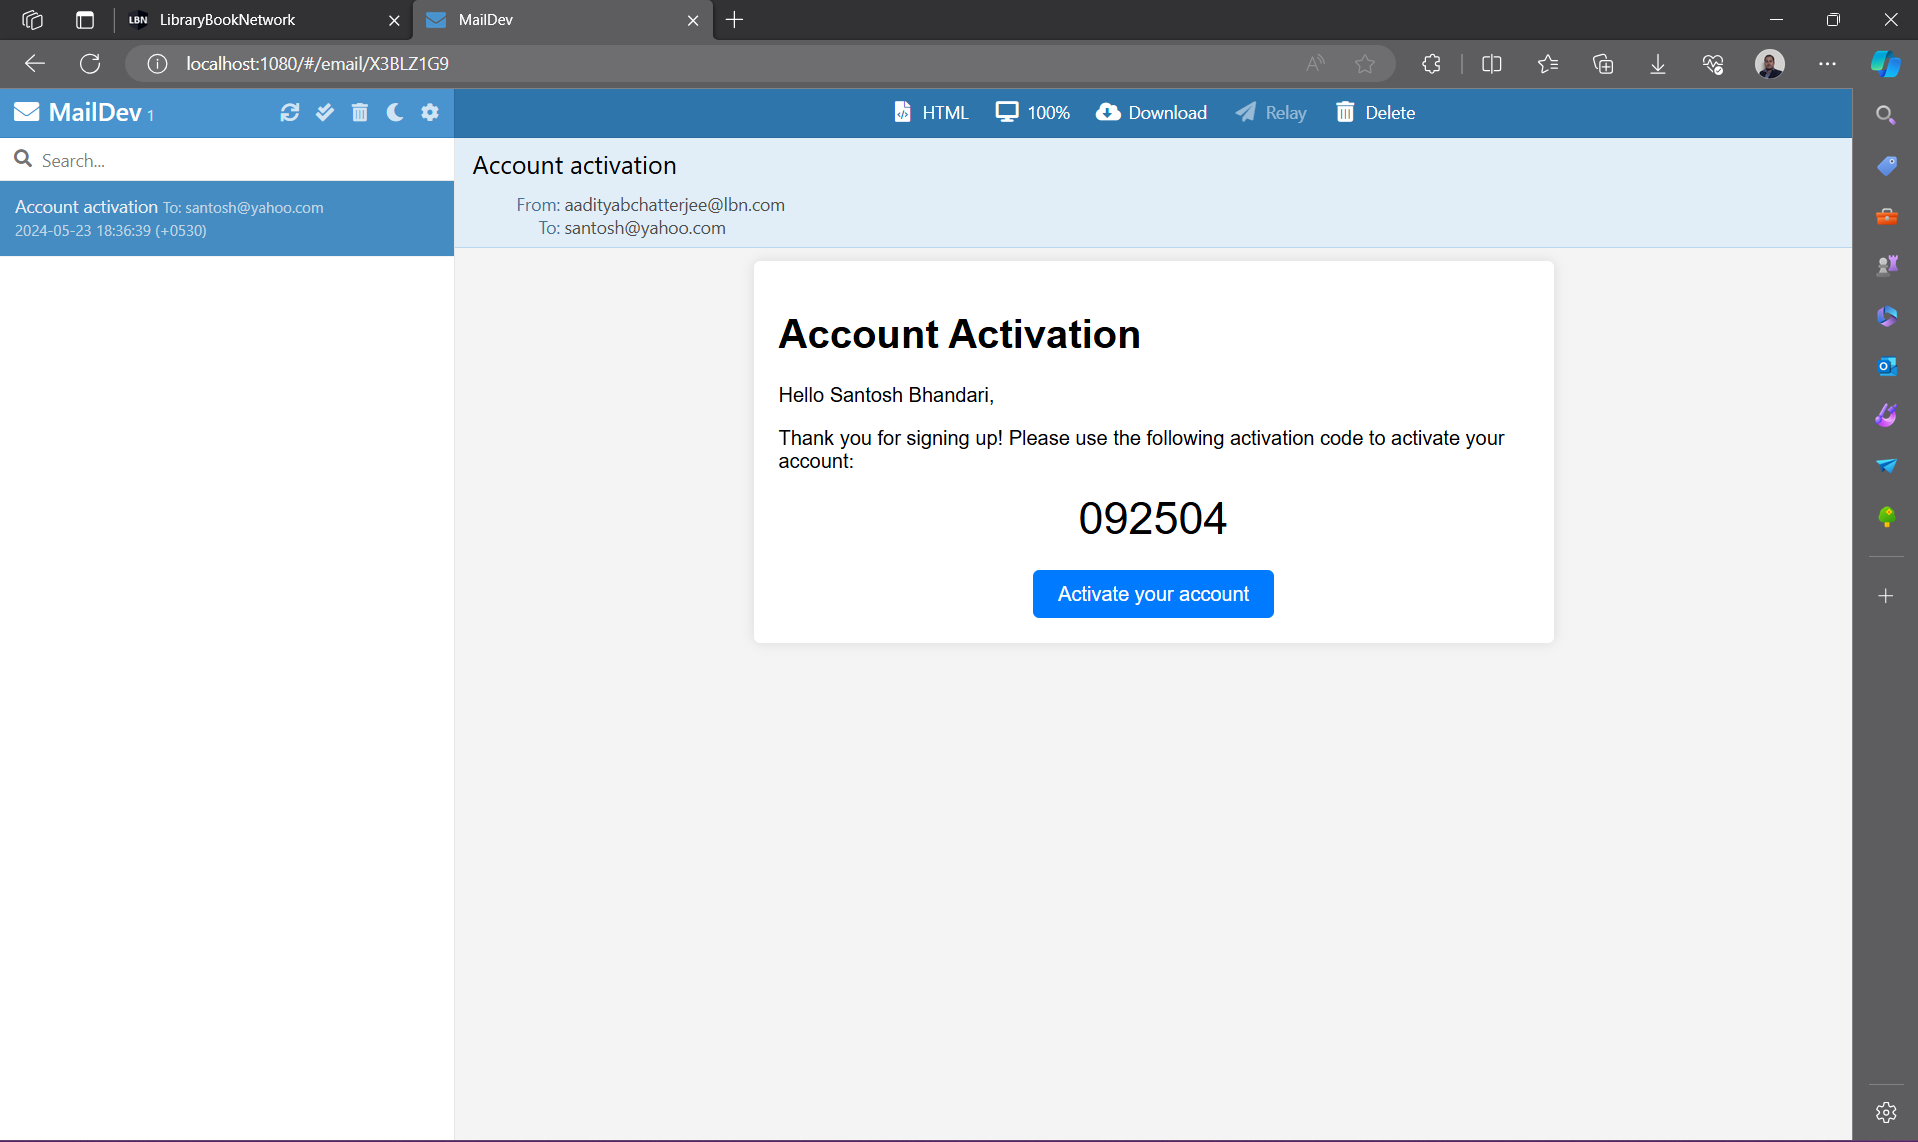 LBN LibraryBookNetwork
MailDev
localhost:1080/#/email/X3BLZ1G9
MailDev 1
HTML 100% Download Relay Delete
Search...
Account activation To: santosh@yahoo.com
2024-05-23 18:36:39 (+0530)
Account activation
From: aadityabchatterjee@lbn.com
To: santosh@yahoo.com
Account Activation
Hello Santosh Bhandari,
Thank you for signing up! Please use the following activation code to activate your
account:
092504
Activate your account